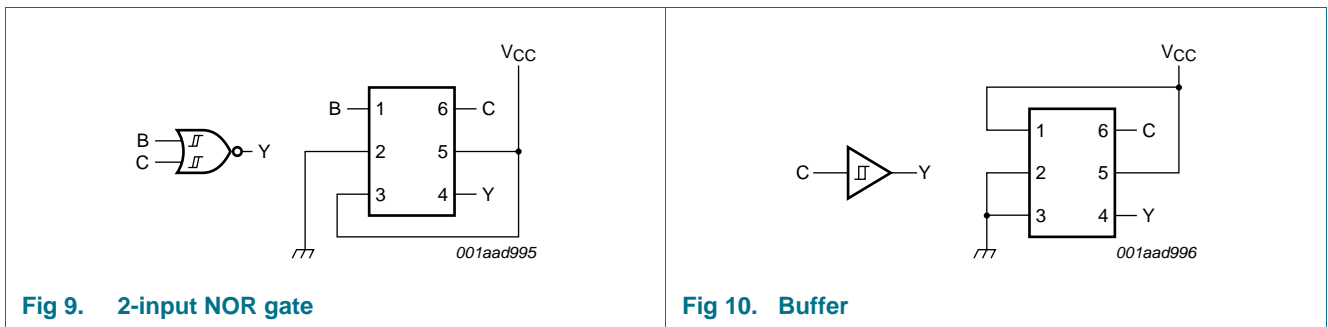 VCC
B
C
Y
B
1
2
3
6
5
4
C
Y
001aad995
Fig 9. 2-input NOR gate
VCC
C
Y
1
2
3
6
5
4
C
Y
001aad996
Fig 10. Buffer